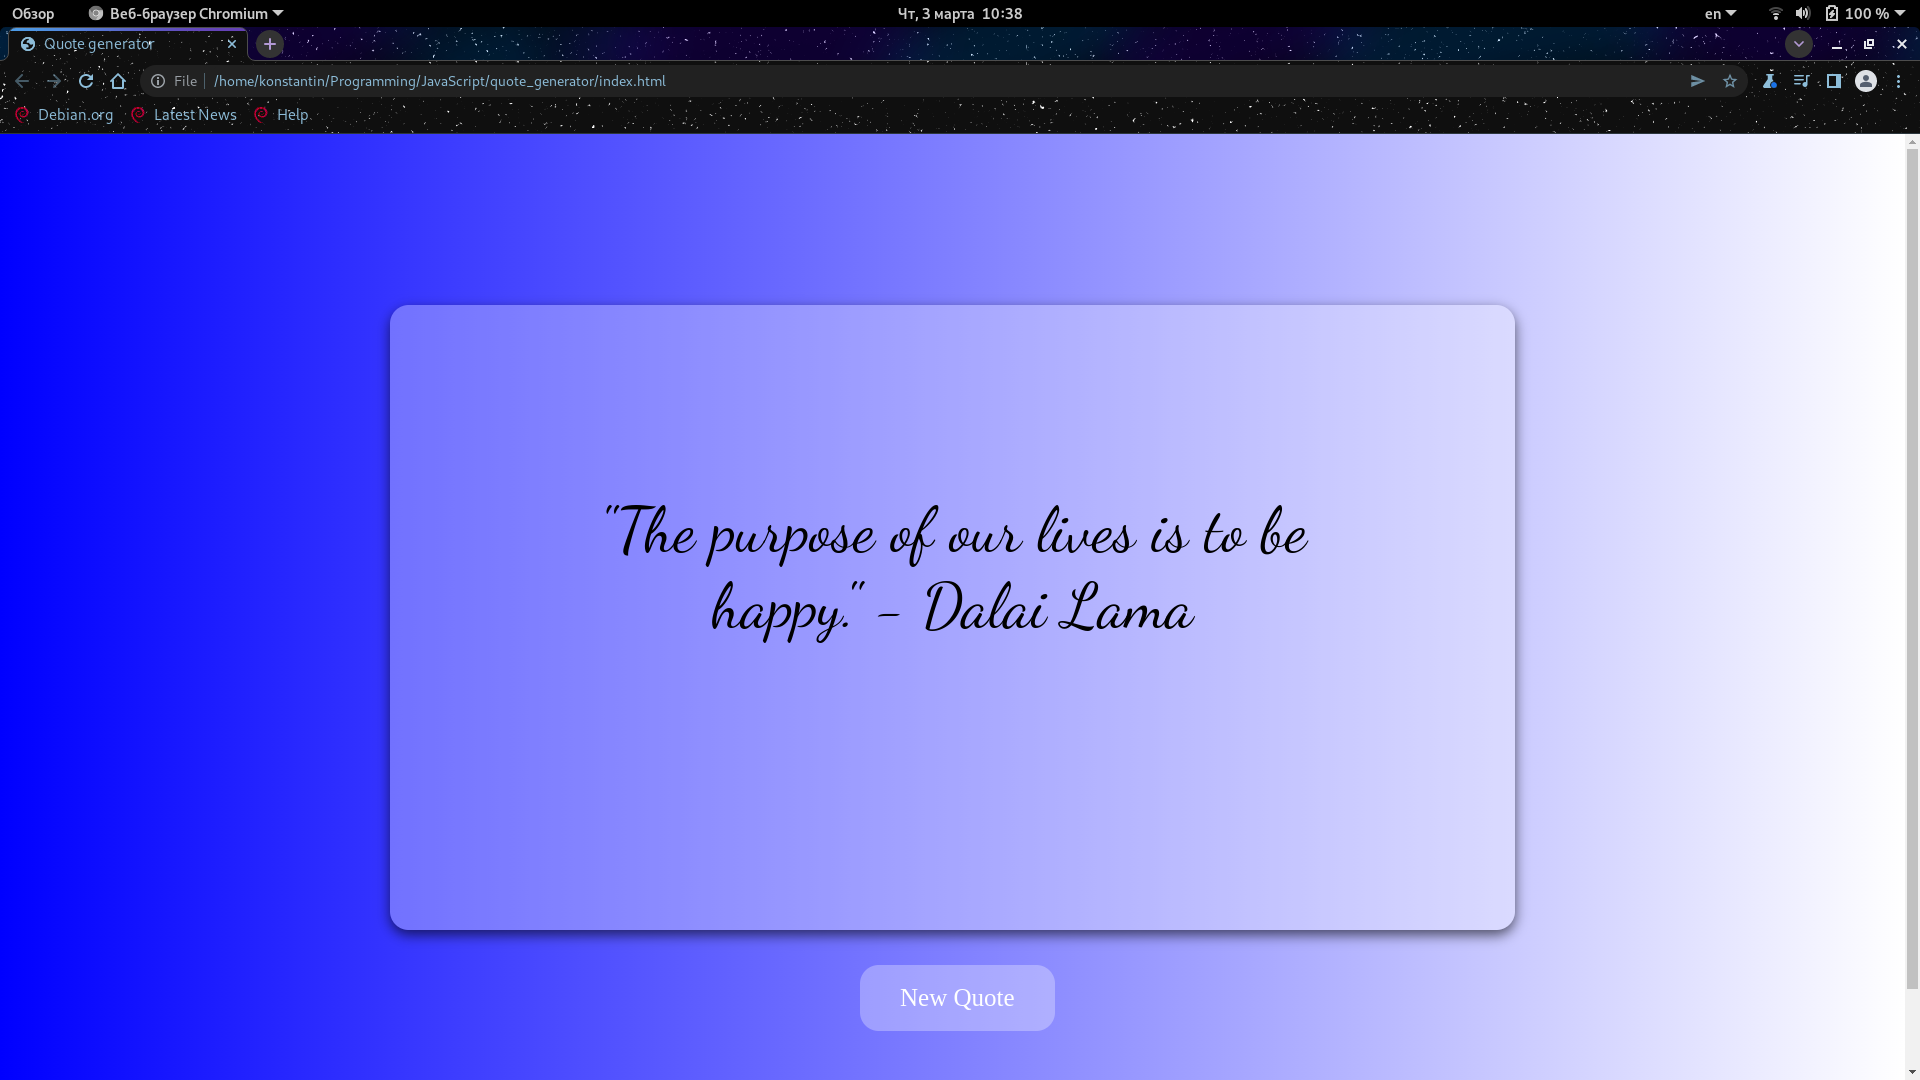 Обзор Веб-браузер Chromium Чт, 3 марта 10:38 en 100 %
Quote generator
File /home/konstantin/Programming/JavaScript/quote_generator/index.html
Debian.org Latest News Help
"The purpose of our lives is to be
happy." - Dalai Lama
New Quote